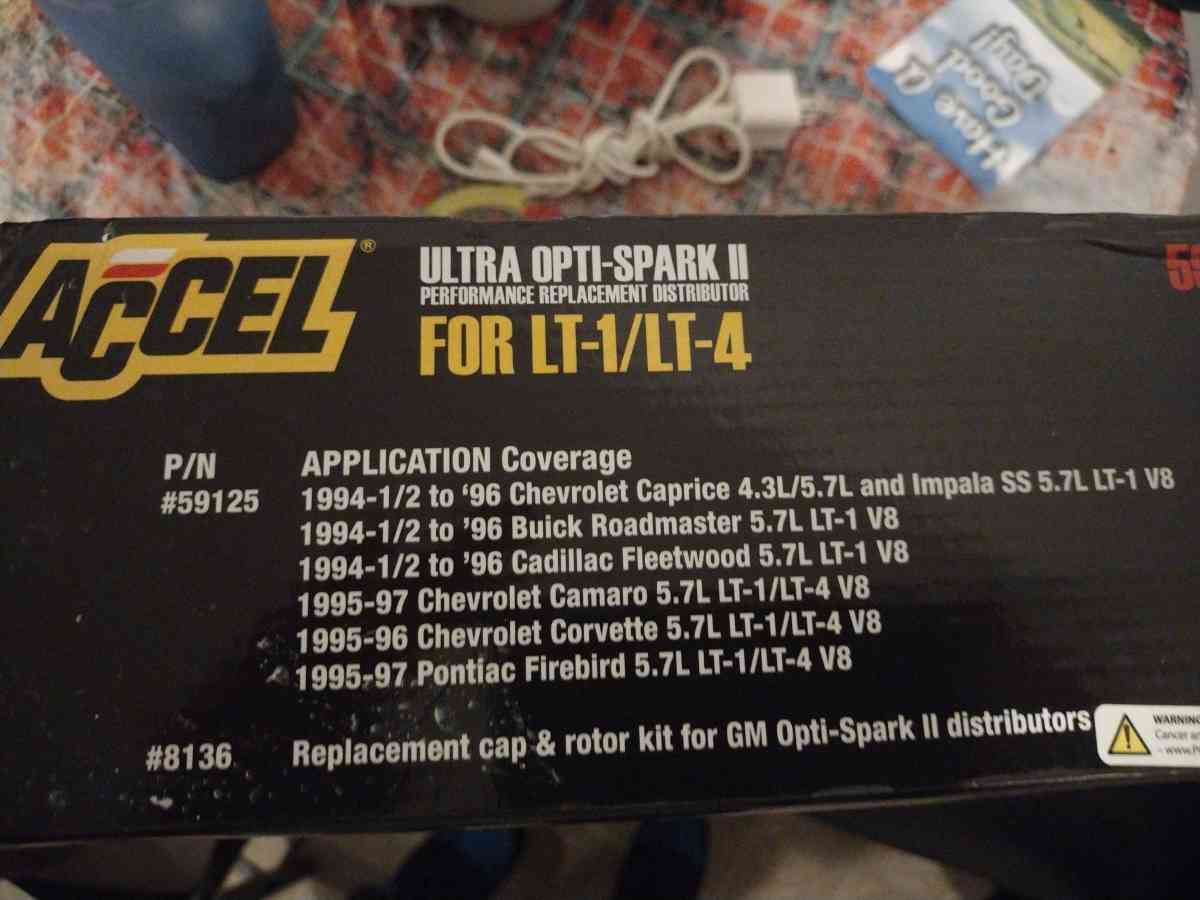 Have A
Good
Day!
ACCEL®
ULTRA OPTI-SPARK II
PERFORMANCE REPLACEMENT DISTRIBUTOR
FOR LT-1/LT-4
P/N APPLICATION Coverage
#59125 1994-1/2 to ‘96 Chevrolet Caprice 4.3L/5.7L and Impala SS 5.7L LT-1 V8
1994-1/2 to ’96 Buick Roadmaster 5.7L LT-1 V8
1994-1/2 to ’96 Cadillac Fleetwood 5.7L LT-1 V8
1995-97 Chevrolet Camaro 5.7L LT-1/LT-4 V8
1995-96 Chevrolet Corvette 5.7L LT-1/LT-4 V8
1995-97 Pontiac Firebird 5.7L LT-1/LT-4 V8
#8136 Replacement cap & rotor kit for GM Opti-Spark II distributors
WARNING
Cancer